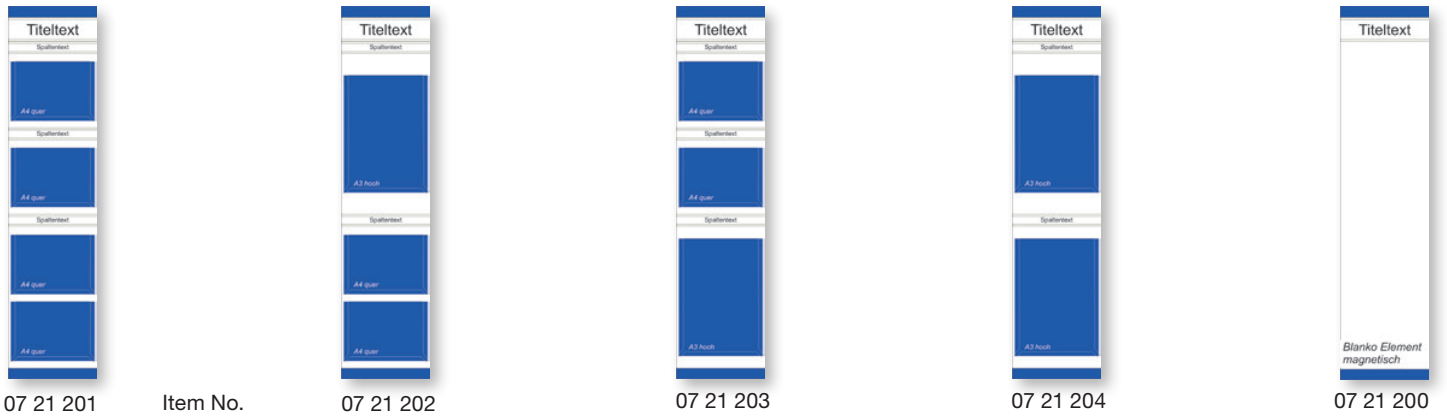 Titeltext
Spaltentext
A4 quer
Spaltentext
A4 quer
Spaltentext
A4 quer
A4 quer
07 21 201
Item No.
Titeltext
Spaltentext
A3 hoch
Spaltentext
A4 quer
A4 quer
07 21 202
Titeltext
Spaltentext
A4 quer
Spaltentext
A4 quer
Spaltentext
A3 hoch
07 21 203
Titeltext
Spaltentext
A3 hoch
Spaltentext
A3 hoch
07 21 204
Titeltext
Blanko Element
magnetisch
07 21 200